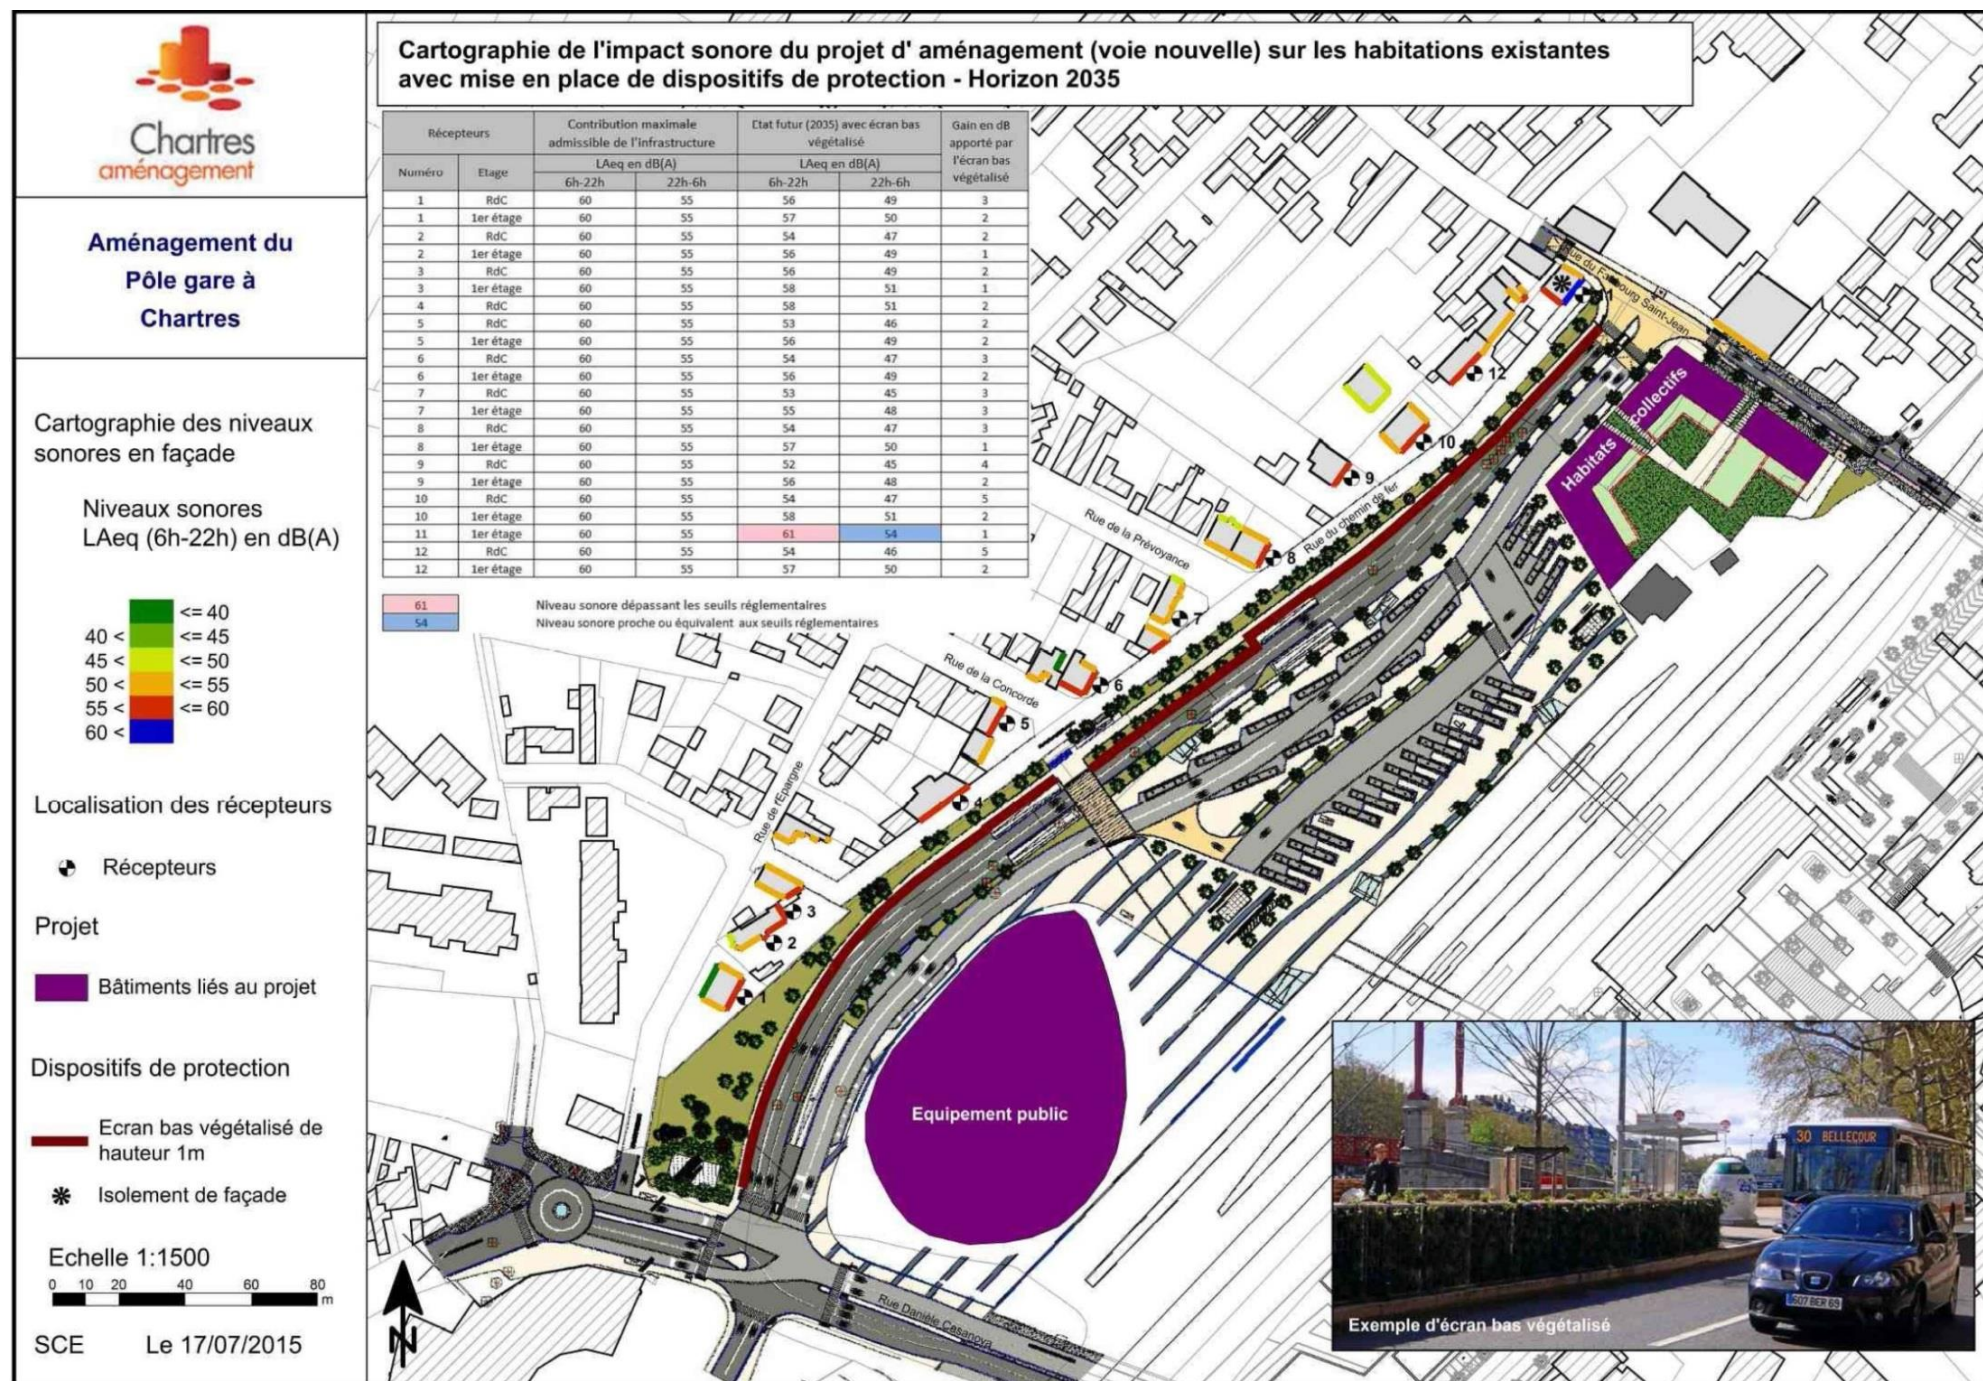 Chartres
aménagement
Aménagement du
Pôle gare à
Chartres
Cartographie des niveaux
sonores en façade
Niveaux sonores
LAeq (6h-22h) en dB(A)
<= 40
40 < <= 45
45 < <= 50
50 < <= 55
55 < <= 60
60 <
Localisation des récepteurs
Récepteurs
Projet
Bâtiments liés au projet
Dispositifs de protection
Ecran bas végétalisé de
hauteur 1m
Isolement de façade
Echelle 1:1500
0 10 20 40 60 80 m
SCE Le 17/07/2015
Cartographie de l'impact sonore du projet d' aménagement (voie nouvelle) sur les habitations existantes
avec mise en place de dispositifs de protection - Horizon 2035
Récepteurs
Contribution maximale
admissible de l'infrastructure
Etat futur (2035) avec écran bas
végétalisé
Gain en dB
apporté par
l'écran bas
végétalisé
Numéro Etage LAeq en dB(A) LAeq en dB(A)
6h-22h 22h-6h 6h-22h 22h-6h
1 RdC 60 55 56 49 3
1 1er étage 60 55 57 50 2
2 RdC 60 55 54 47 2
2 1er étage 60 55 56 49 1
3 RdC 60 55 56 49 2
3 1er étage 60 55 58 51 1
4 RdC 60 55 58 51 2
5 RdC 60 55 53 46 2
5 1er étage 60 55 56 49 2
6 RdC 60 55 54 47 3
6 1er étage 60 55 56 49 2
7 RdC 60 55 53 45 3
7 1er étage 60 55 55 48 3
8 RdC 60 55 54 47 3
8 1er étage 60 55 57 50 1
9 RdC 60 55 52 45 4
9 1er étage 60 55 56 48 2
10 RdC 60 55 54 47 5
10 1er étage 60 55 58 51 2
11 1er étage 60 55 61 54 1
12 RdC 60 55 54 46 5
12 1er étage 60 55 57 50 2
61 Niveau sonore dépassant les seuils réglementaires
54 Niveau sonore proche ou équivalent aux seuils réglementaires
Rue du Faubourg Saint-Jean
11
12
10
9
8
7
6
5
4
3
2
1
Habitats collectifs
Rue du chemin de fer
Rue de la Prévoyance
Rue de la Concorde
Rue de l'Epargne
Equipement public
Rue Danièle Casanova
N
30 BELLECOUR
607 BER 69
Exemple d'écran bas végétalisé